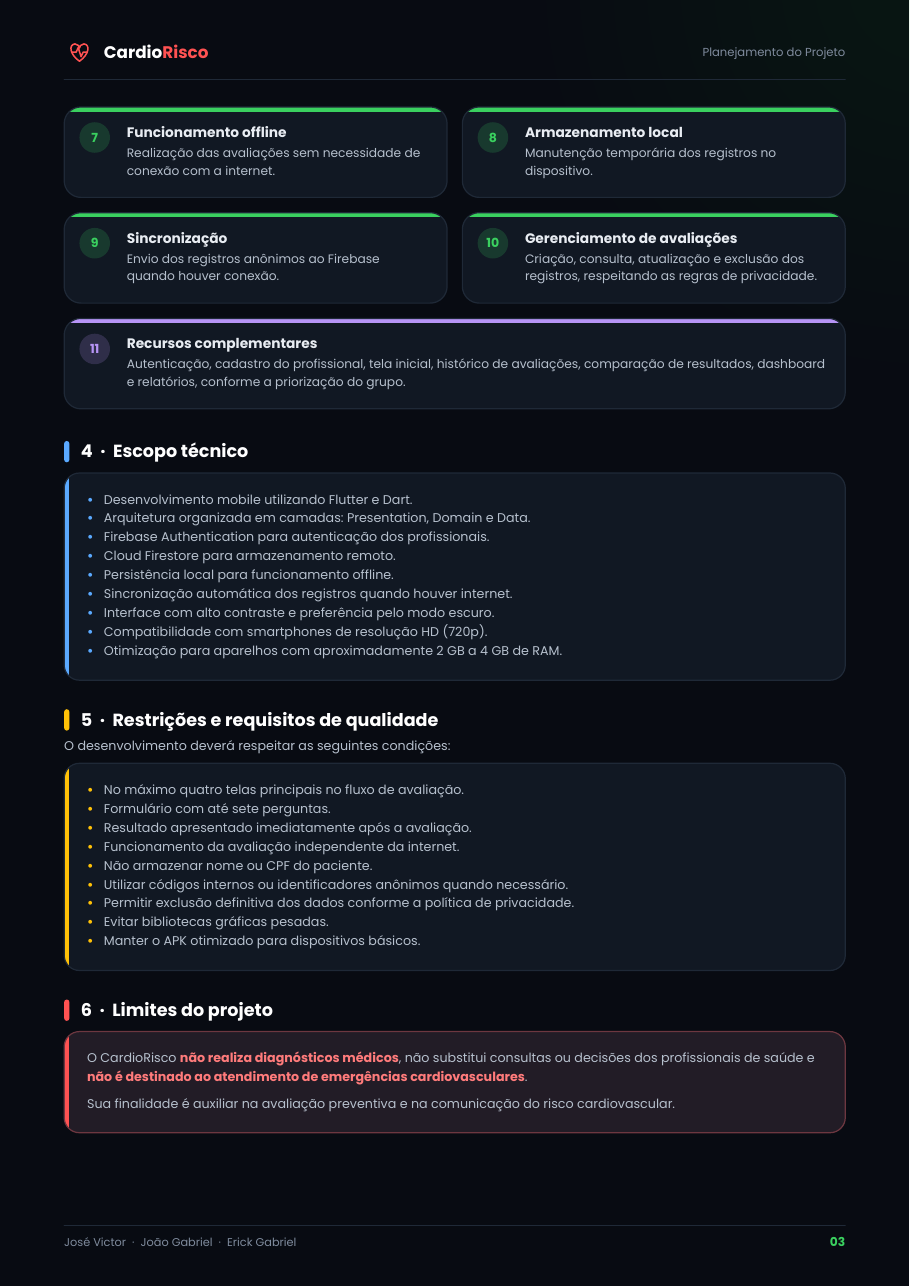 CardioRisco
Planejamento do Projeto
7
Funcionamento offline
Realização das avaliações sem necessidade de
conexão com a internet.
8
Armazenamento local
Manutenção temporária dos registros no
dispositivo.
9
Sincronização
Envio dos registros anônimos ao Firebase
quando houver conexão.
10
Gerenciamento de avaliações
Criação, consulta, atualização e exclusão dos
registros, respeitando as regras de privacidade.
11
Recursos complementares
Autenticação, cadastro do profissional, tela inicial, histórico de avaliações, comparação de resultados, dashboard
e relatórios, conforme a priorização do grupo.
4 · Escopo técnico
• Desenvolvimento mobile utilizando Flutter e Dart.
• Arquitetura organizada em camadas: Presentation, Domain e Data.
• Firebase Authentication para autenticação dos profissionais.
• Cloud Firestore para armazenamento remoto.
• Persistência local para funcionamento offline.
• Sincronização automática dos registros quando houver internet.
• Interface com alto contraste e preferência pelo modo escuro.
• Compatibilidade com smartphones de resolução HD (720p).
• Otimização para aparelhos com aproximadamente 2 GB a 4 GB de RAM.
5 · Restrições e requisitos de qualidade
O desenvolvimento deverá respeitar as seguintes condições:
• No máximo quatro telas principais no fluxo de avaliação.
• Formulário com até sete perguntas.
• Resultado apresentado imediatamente após a avaliação.
• Funcionamento da avaliação independente da internet.
• Não armazenar nome ou CPF do paciente.
• Utilizar códigos internos ou identificadores anônimos quando necessário.
• Permitir exclusão definitiva dos dados conforme a política de privacidade.
• Evitar bibliotecas gráficas pesadas.
• Manter o APK otimizado para dispositivos básicos.
6 · Limites do projeto
O CardioRisco não realiza diagnósticos médicos, não substitui consultas ou decisões dos profissionais de saúde e
não é destinado ao atendimento de emergências cardiovasculares.
Sua finalidade é auxiliar na avaliação preventiva e na comunicação do risco cardiovascular.
José Victor · João Gabriel · Erick Gabriel
03